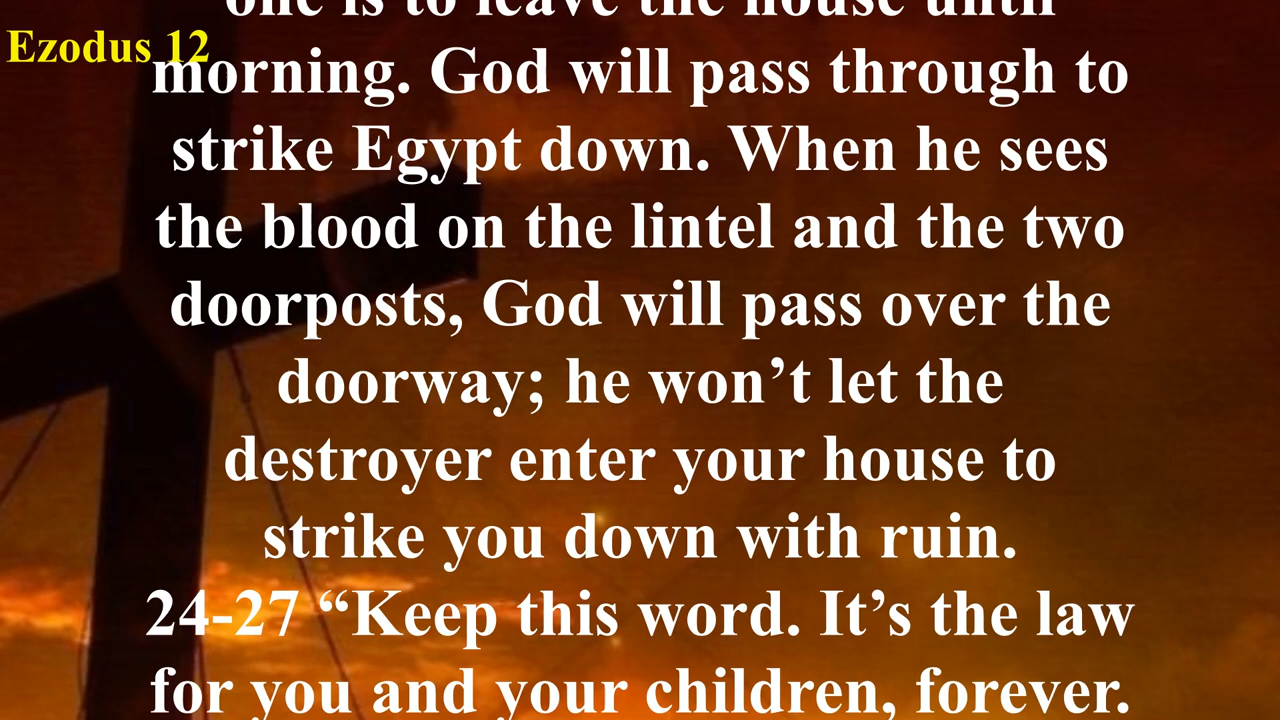 one is to leave the house until
Ezodus 12
morning. God will pass through to
strike Egypt down. When he sees
the blood on the lintel and the two
doorposts, God will pass over the
doorway; he won’t let the
destroyer enter your house to
strike you down with ruin.
24-27 “Keep this word. It’s the law
for you and your children, forever.